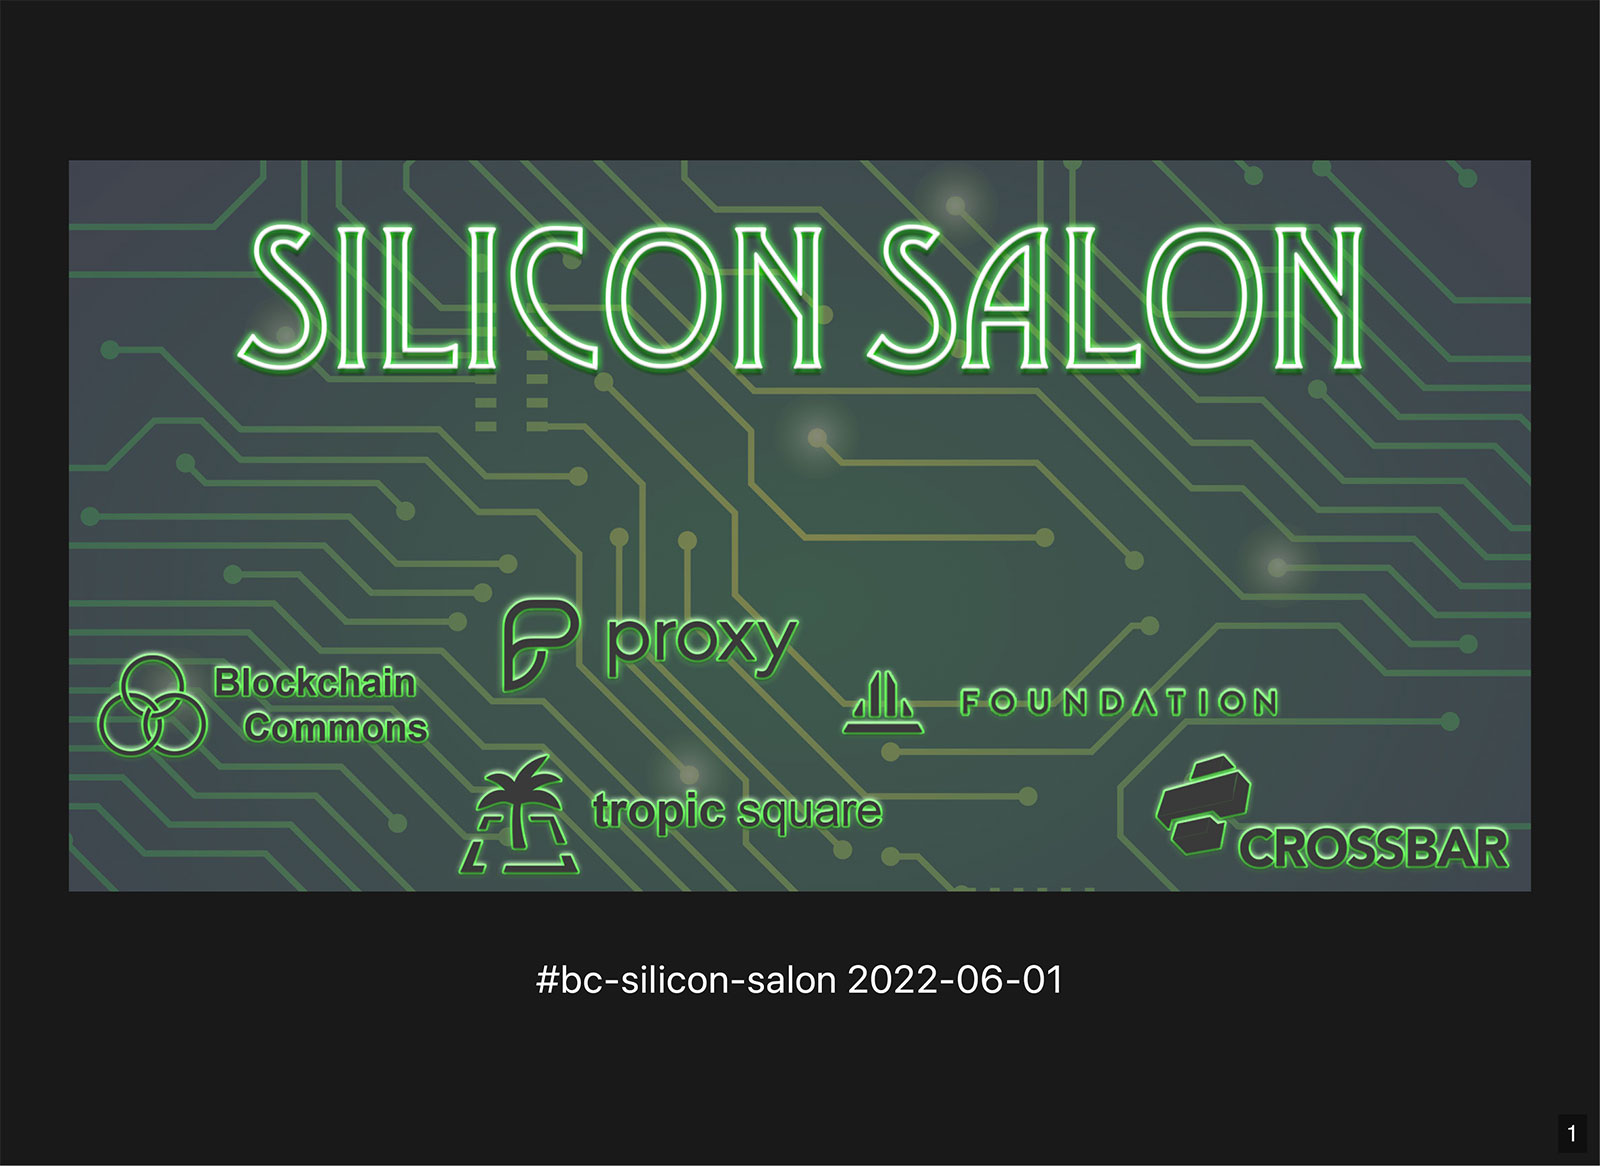 SILICON SALON
proxy
Blockchain
Commons
FOUNDATION
tropic square
CROSSBAR
#bc-silicon-salon 2022-06-01
1